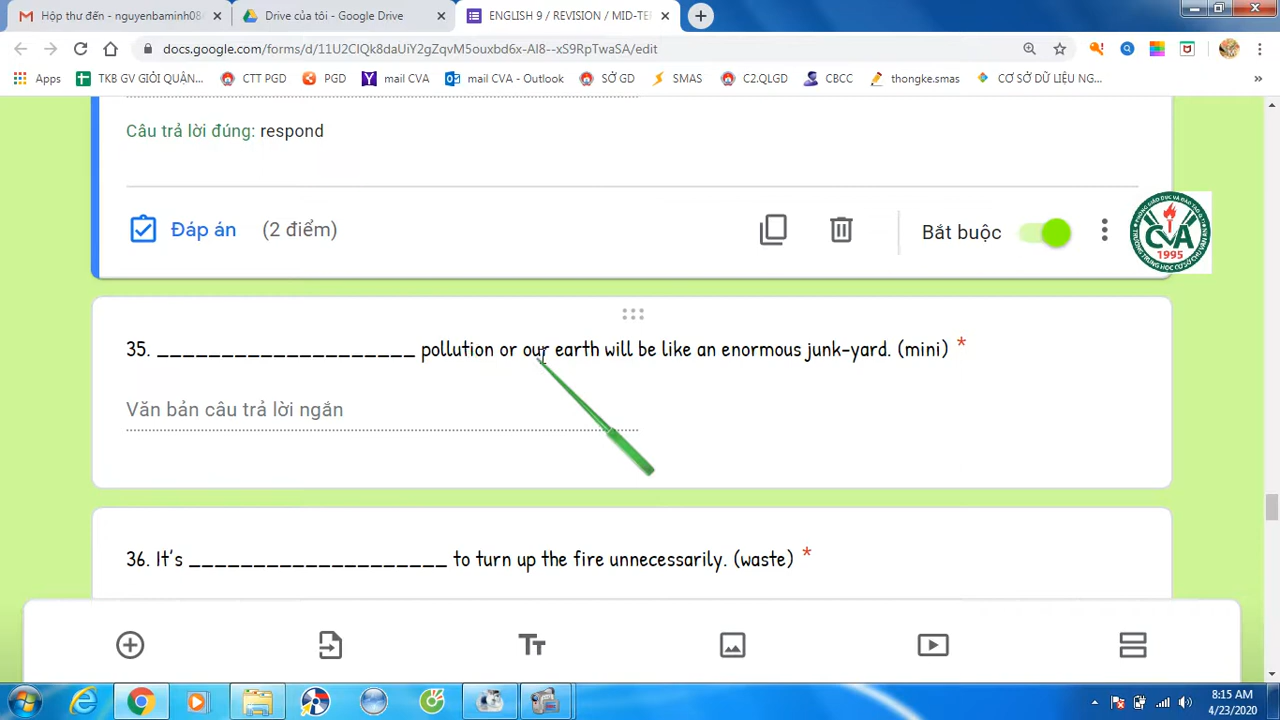 Hộp thư đến - nguyenbaminh08
Drive của tôi - Google Drive
ENGLISH 9 / REVISION / MID-TE
docs.google.com/forms/d/11U2ClQk8daUiY2gZqwM5otbbd6x-AI8--xS9RpTwaSA/edit
Apps
TKB GV GIỎI QUẬN...
CTT PGD
PGD
mail CVA
mail CVA - Outlook
SỞ GD
SMAS
C2.QLGD
CBCC
thongke.smas
CƠ SỞ DỮ LIỆU NG...
»
Câu trả lời đúng: respond
Đáp án (2 điểm)
Bắt buộc
CVA
1995
35. ____________________ pollution or our earth will be like an enormous junk-yard. (mini) *
Văn bản câu trả lời ngắn
36. It's ____________________ to turn up the fire unnecessarily. (waste) *
Tт
8:15 AM
4/23/2020